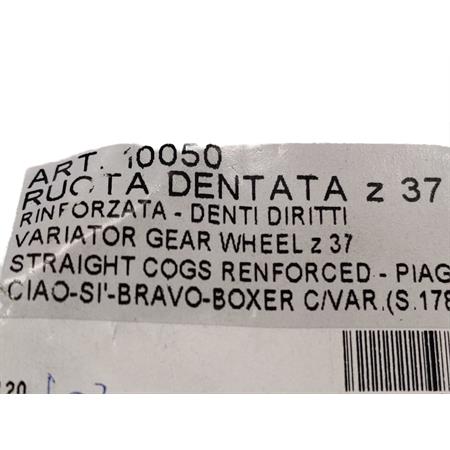 ART. 10050
RUOTA DENTATA z 37
RINFORZATA - DENTI DIRITTI
VARIATOR GEAR WHEEL z 37
STRAIGHT COGS RENFORCED - PIAG
CIAO-SI'-BRAVO-BOXER C/VAR.(S.178
120